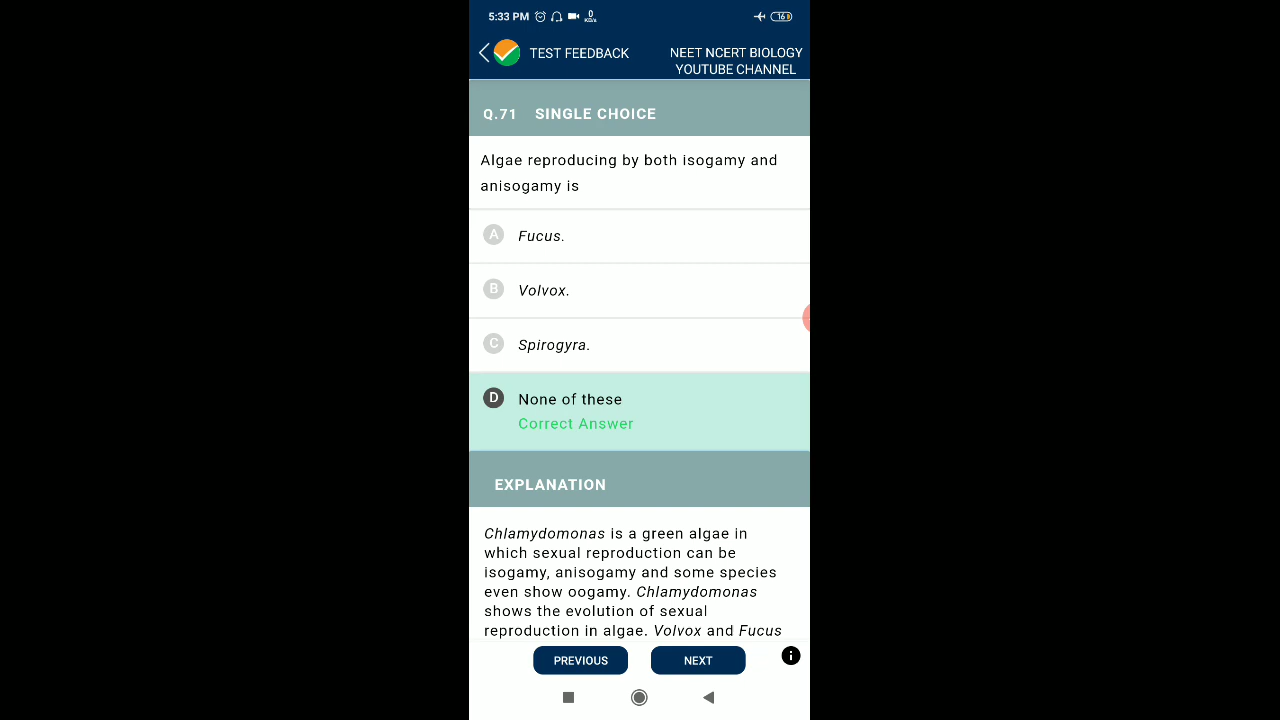 5:33 PM 0 KB/s 16
TEST FEEDBACK NEET NCERT BIOLOGY
YOUTUBE CHANNEL
Q.71 SINGLE CHOICE
Algae reproducing by both isogamy and
anisogamy is
A Fucus.
B Volvox.
C Spirogyra.
D None of these
Correct Answer
EXPLANATION
Chlamydomonas is a green algae in
which sexual reproduction can be
isogamy, anisogamy and some species
even show oogamy. Chlamydomonas
shows the evolution of sexual
reproduction in algae. Volvox and Fucus
PREVIOUS NEXT